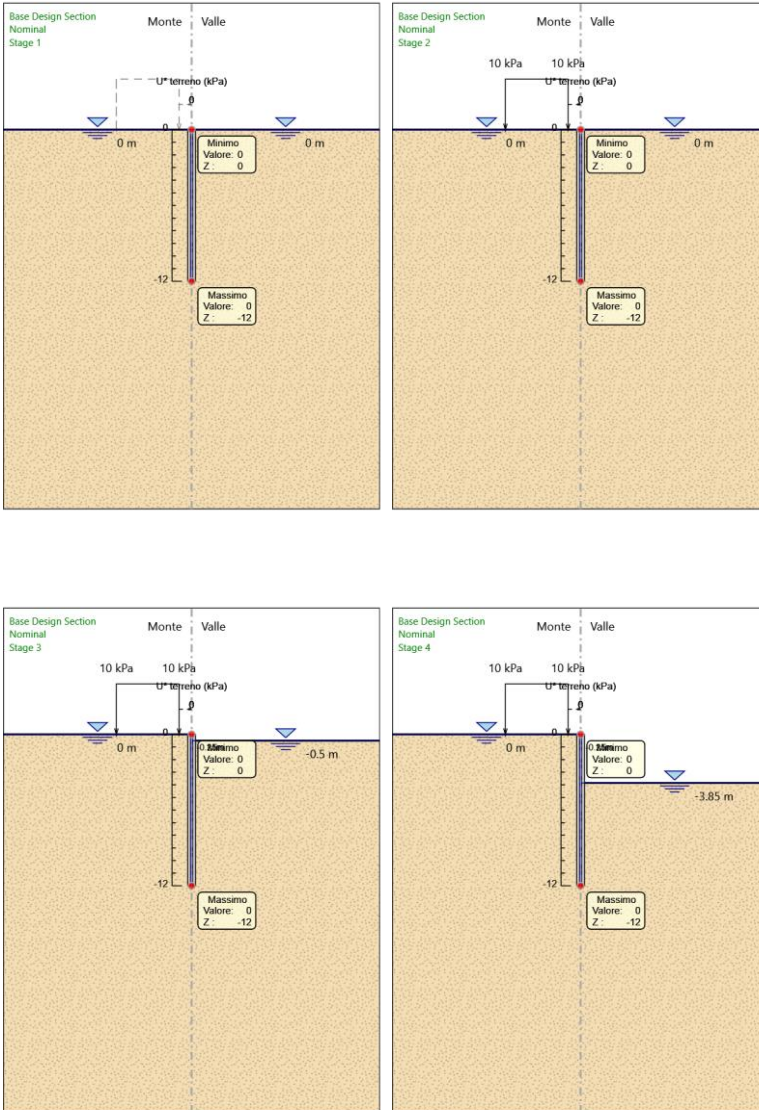 Base Design Section
Nominal
Stage 1
Monte Valle
U* terreno (kPa)
0
0
0 m
0 m
Minimo
Valore: 0
Z : 0
-12
Massimo
Valore: 0
Z : -12
Base Design Section
Nominal
Stage 2
Monte Valle
10 kPa 10 kPa
U* terreno (kPa)
0
0
0 m
0 m
Minimo
Valore: 0
Z : 0
-12
Massimo
Valore: 0
Z : -12
Base Design Section
Nominal
Stage 3
Monte Valle
10 kPa 10 kPa
U* terreno (kPa)
0
0
0 m
-0.5 m
Minimo
Valore: 0
Z : 0
-12
Massimo
Valore: 0
Z : -12
Base Design Section
Nominal
Stage 4
Monte Valle
10 kPa 10 kPa
U* terreno (kPa)
0
0
0 m
Minimo
Valore: 0
Z : 0
-3.85 m
-12
Massimo
Valore: 0
Z : -12